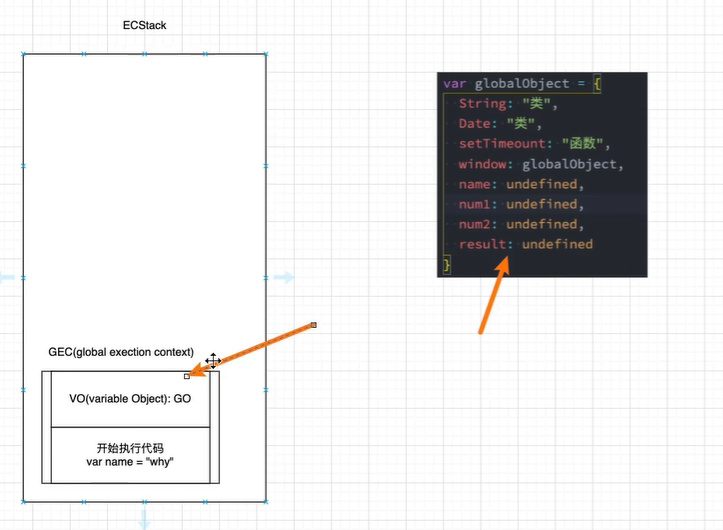 ECStack
var globalObject = {
String: "类",
Date: "类",
setTimeount: "函数",
window: globalObject,
name: undefined,
num1: undefined,
num2: undefined,
result: undefined
}
GEC(global exection context)
VO(variable Object): GO
开始执行代码
var name = "why"